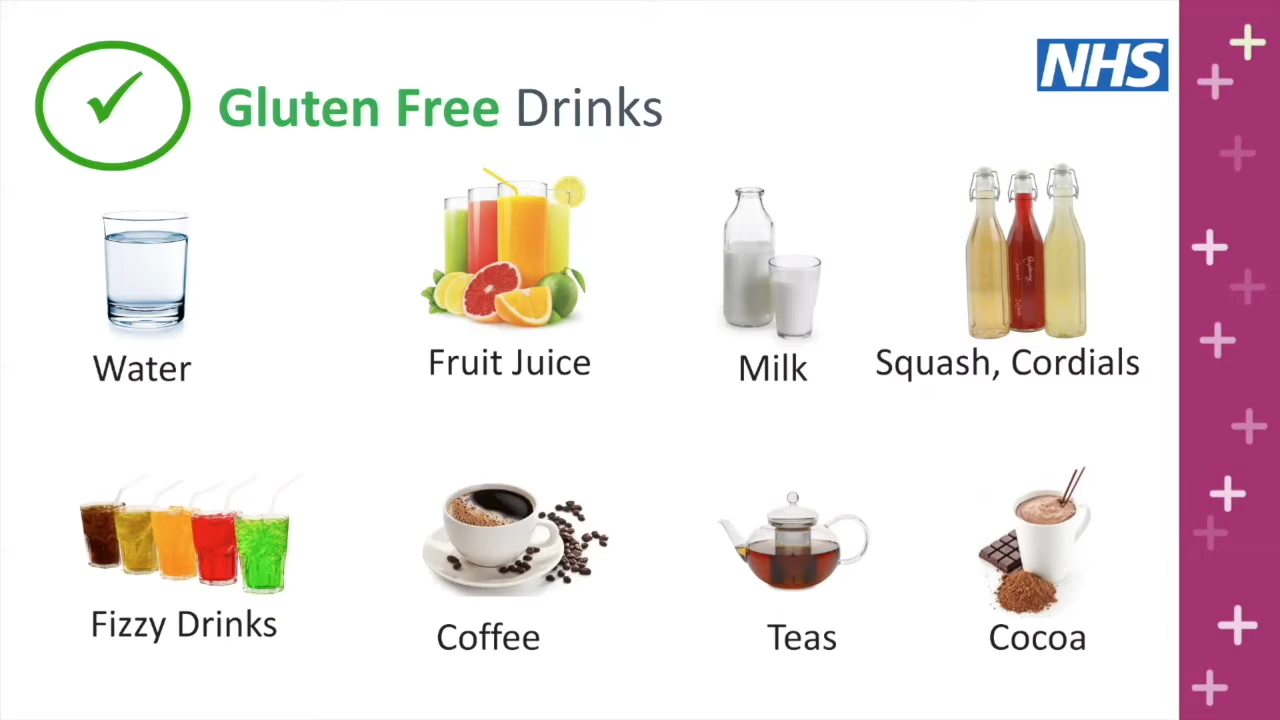 NHS
Gluten Free Drinks
Water
Fruit Juice
Milk
Squash, Cordials
Fizzy Drinks
Coffee
Teas
Cocoa